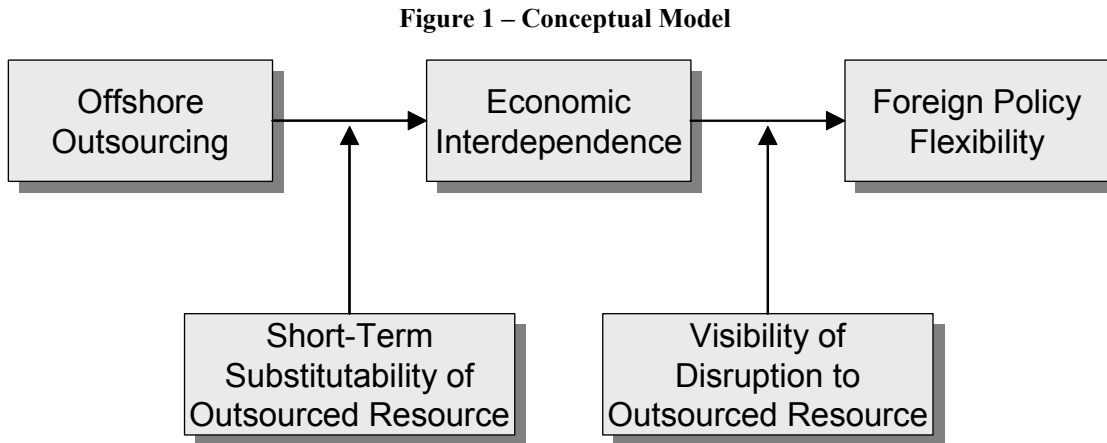 Figure 1 – Conceptual Model
Offshore
Outsourcing
Economic
Interdependence
Foreign Policy
Flexibility
Short-Term
Substitutability of
Outsourced Resource
Visibility of
Disruption to
Outsourced Resource